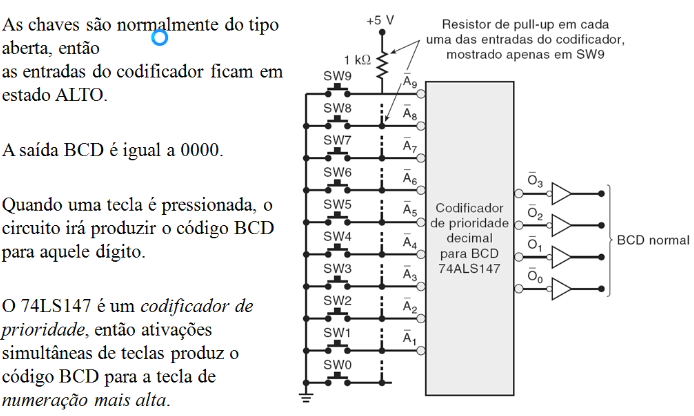 As chaves são normalmente do tipo
aberta, então
as entradas do codificador ficam em
estado ALTO.
A saída BCD é igual a 0000.
Quando uma tecla é pressionada, o
circuito irá produzir o código BCD
para aquele dígito.
O 74LS147 é um codificador de
prioridade, então ativações
simultâneas de teclas produz o
código BCD para a tecla de
numeração mais alta.
+5 V
Resistor de pull-up em cada
uma das entradas do codificador,
mostrado apenas em SW9
1 kΩ
SW9
A̅9
SW8
A̅8
SW7
A̅7
SW6
A̅6
SW5
A̅5
SW4
A̅4
SW3
A̅3
SW2
A̅2
SW1
A̅1
SW0
Codificador
de prioridade
decimal
para BCD
74ALS147
O̅3
O̅2
O̅1
O̅0
BCD normal